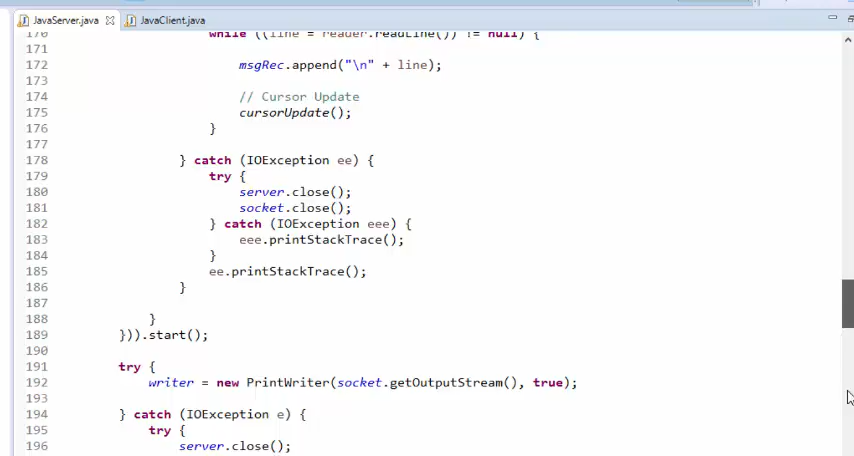 JavaServer.java JavaClient.java
170 while ((line = reader.readLine()) != null) {
171
172 msgRec.append("\n" + line);
173
174 // Cursor Update
175 cursorUpdate();
176 }
177
178 } catch (IOException ee) {
179 try {
180 server.close();
181 socket.close();
182 } catch (IOException eee) {
183 eee.printStackTrace();
184 }
185 ee.printStackTrace();
186 }
187
188 }
189 })).start();
190
191 try {
192 writer = new PrintWriter(socket.getOutputStream(), true);
193
194 } catch (IOException e) {
195 try {
196 server.close();